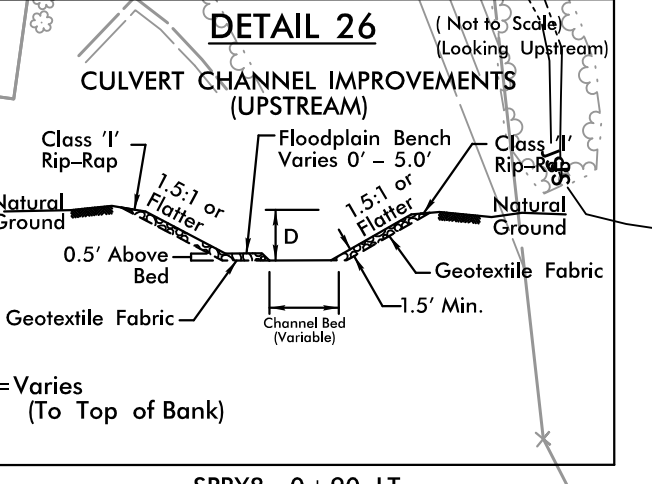 DETAIL 26
( Not to Scale)
(Looking Upstream)
CULVERT CHANNEL IMPROVEMENTS
(UPSTREAM)
Class 'I'
Rip-Rap
Floodplain Bench
Varies 0' - 5.0'
Class 'I'
Rip-Rap
1.5:1 or
Flatter
1.5:1 or
Flatter
Natural
Ground
Natural
Ground
D
0.5' Above
Bed
Geotextile Fabric
Geotextile Fabric
1.5' Min.
Channel Bed
(Variable)
= Varies
(To Top of Bank)